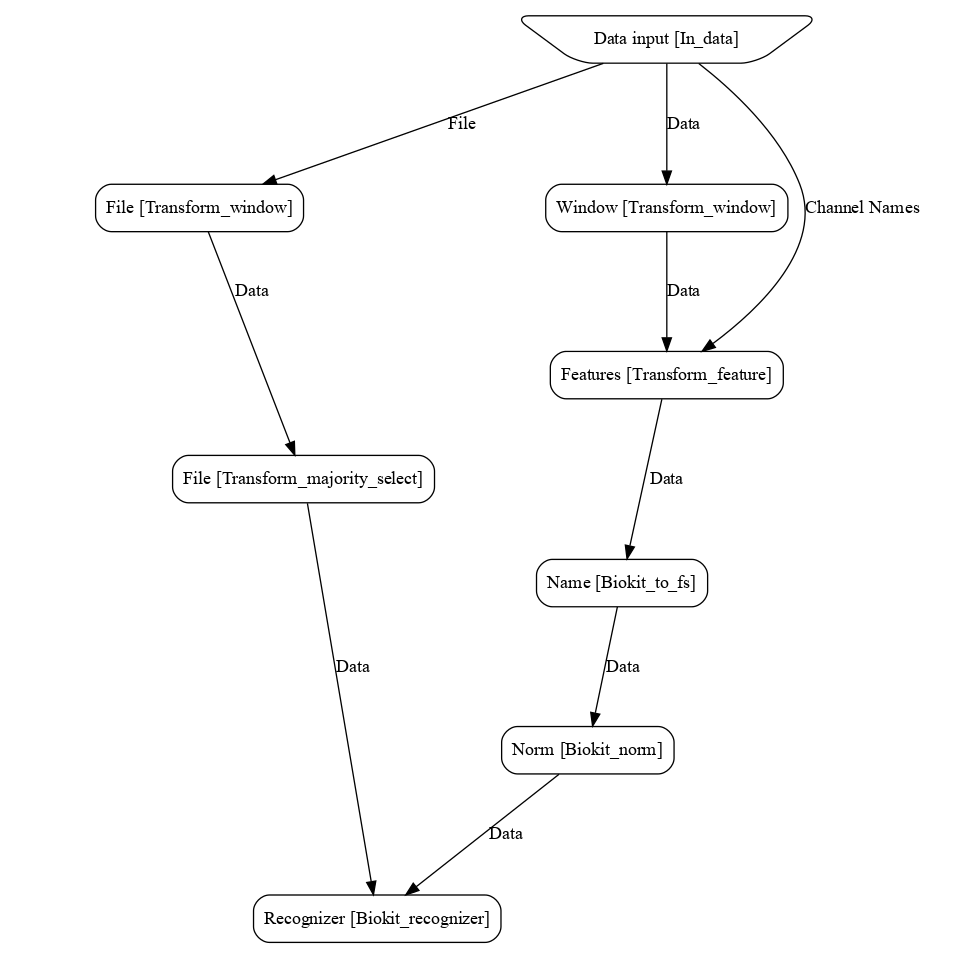 Data input [In_data]
File
Data
File [Transform_window]
Window [Transform_window]
Channel Names
Data
Data
Features [Transform_feature]
File [Transform_majority_select]
Data
Name [Biokit_to_fs]
Data
Data
Norm [Biokit_norm]
Data
Recognizer [Biokit_recognizer]